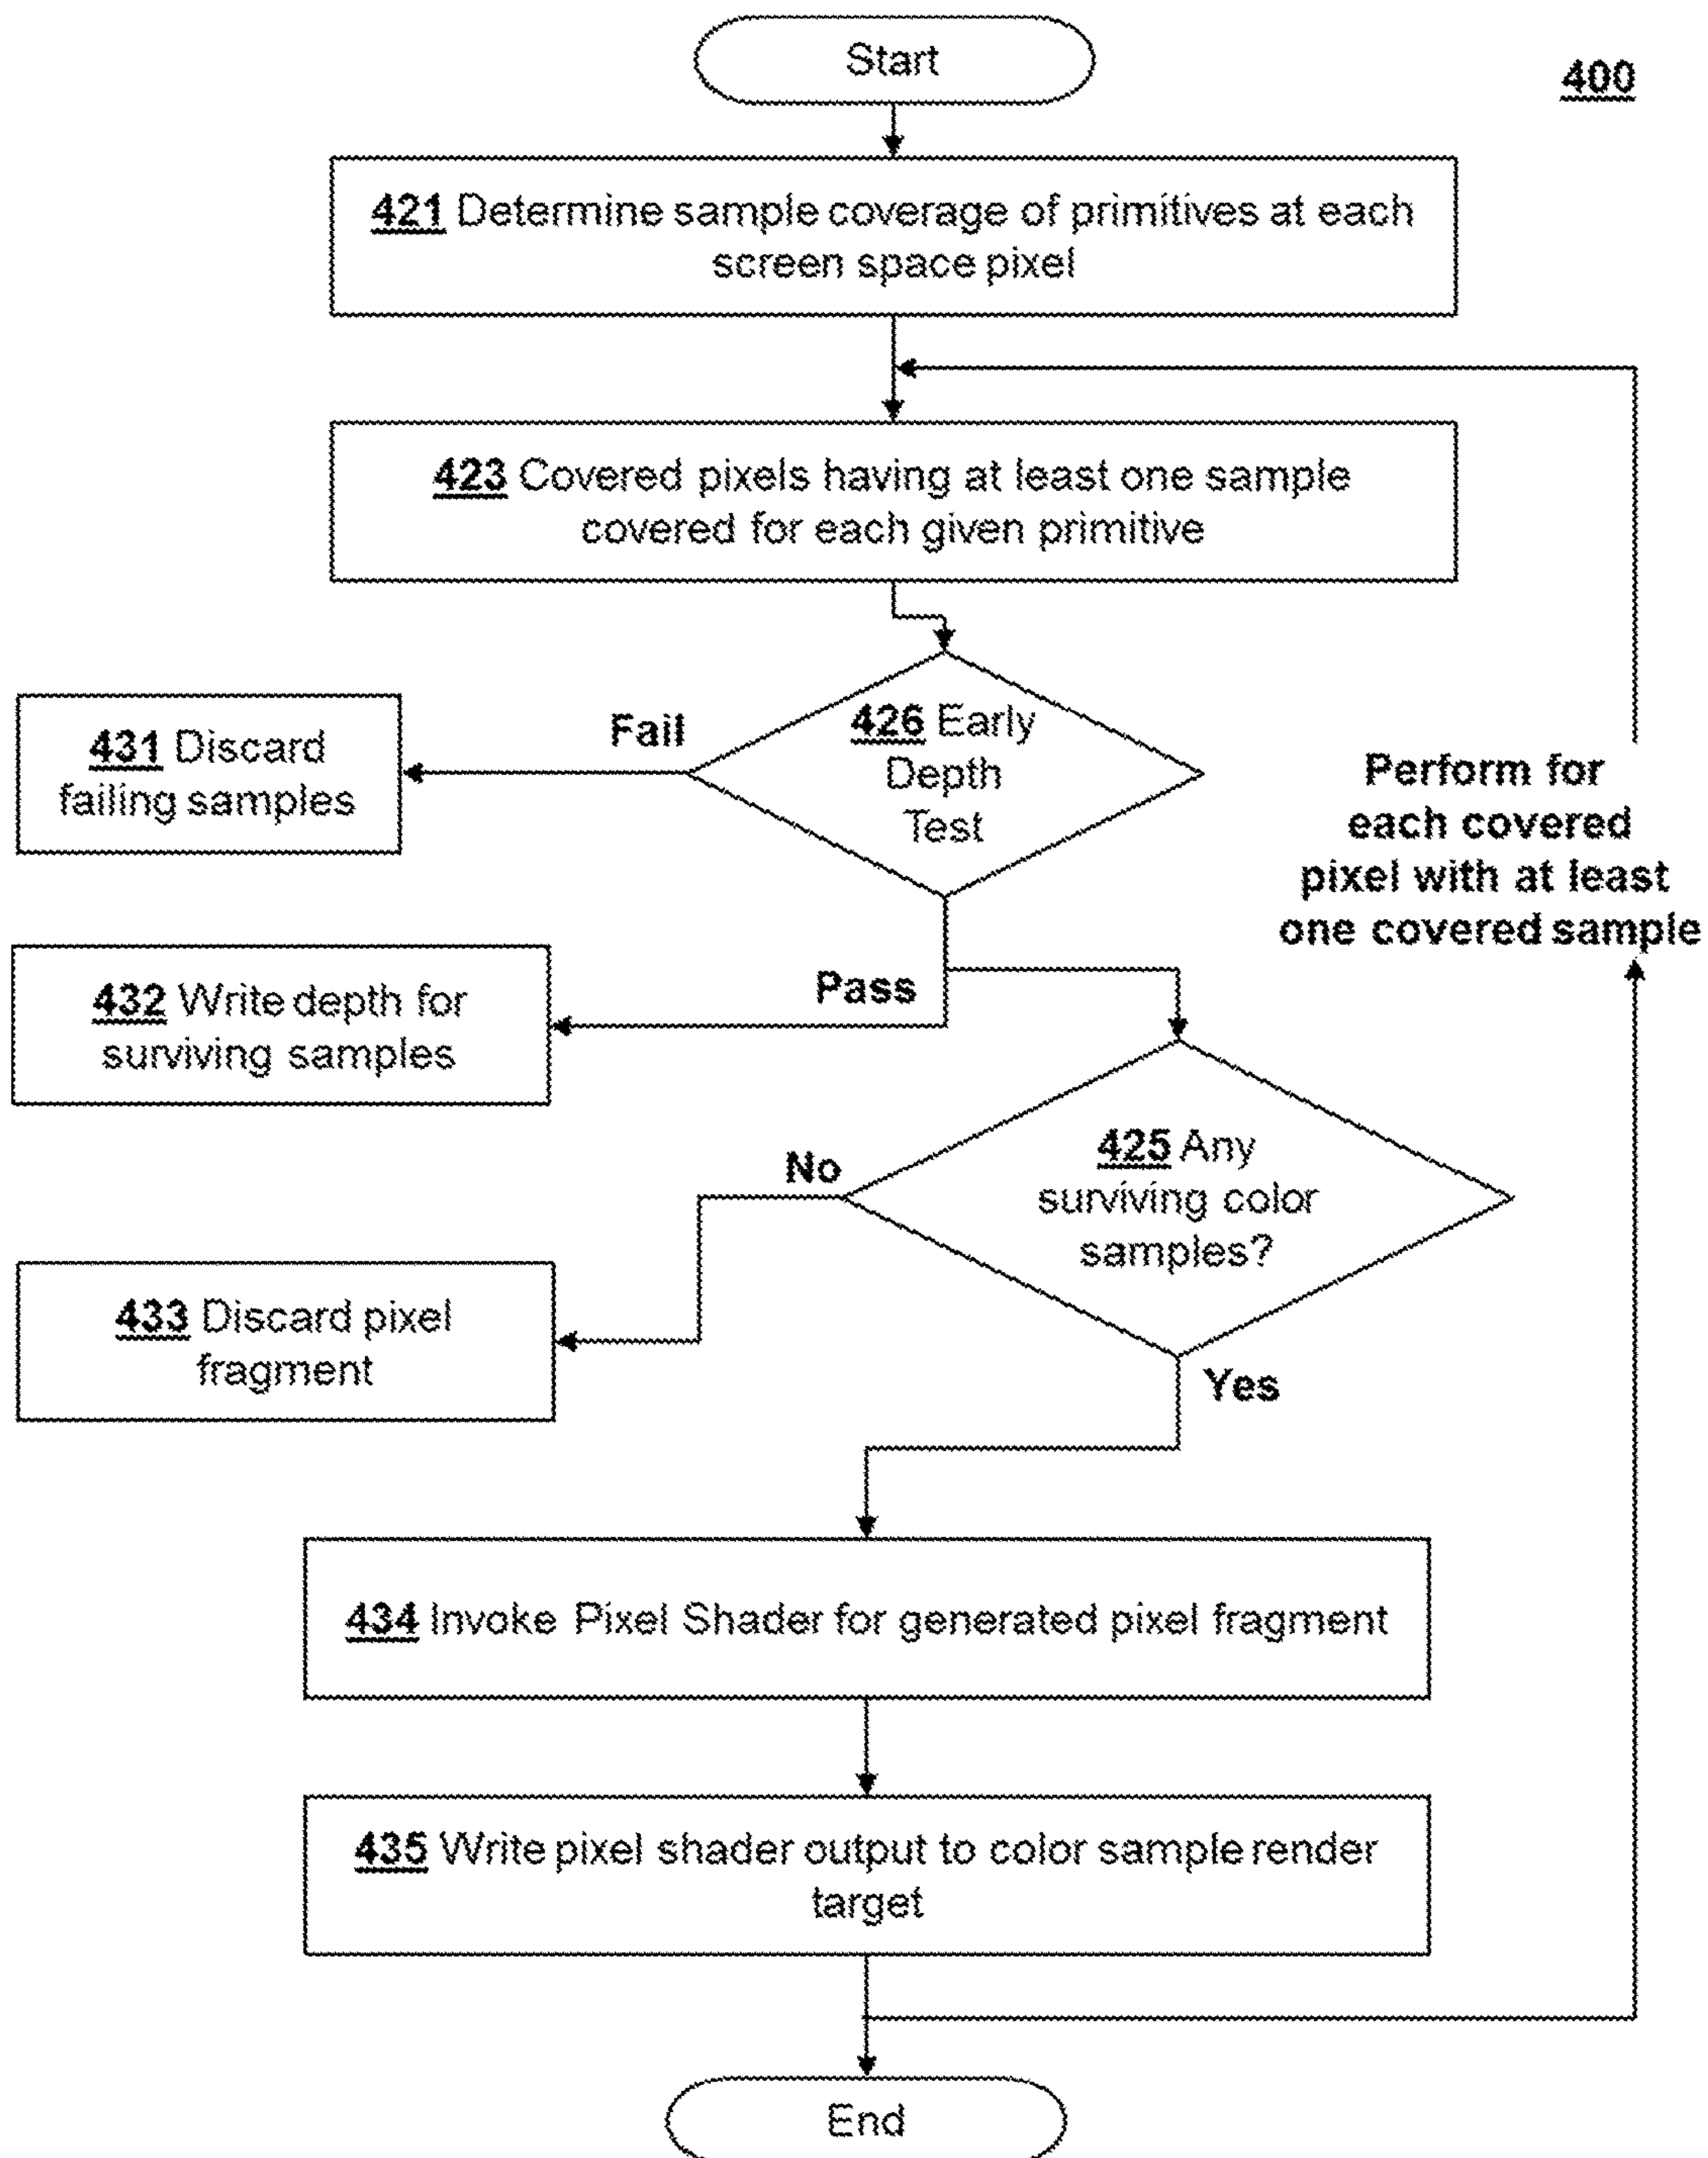 Start
400
421 Determine sample coverage of primitives at each
screen space pixel
423 Covered pixels having at least one sample
covered for each given primitive
426 Early
Depth
Test
Fail
431 Discard
failing samples
Perform for
each covered
pixel with at least
one covered sample
Pass
432 Write depth for
surviving samples
425 Any
surviving color
samples?
No
433 Discard pixel
fragment
Yes
434 Invoke Pixel Shader for generated pixel fragment
435 Write pixel shader output to color sample render
target
End